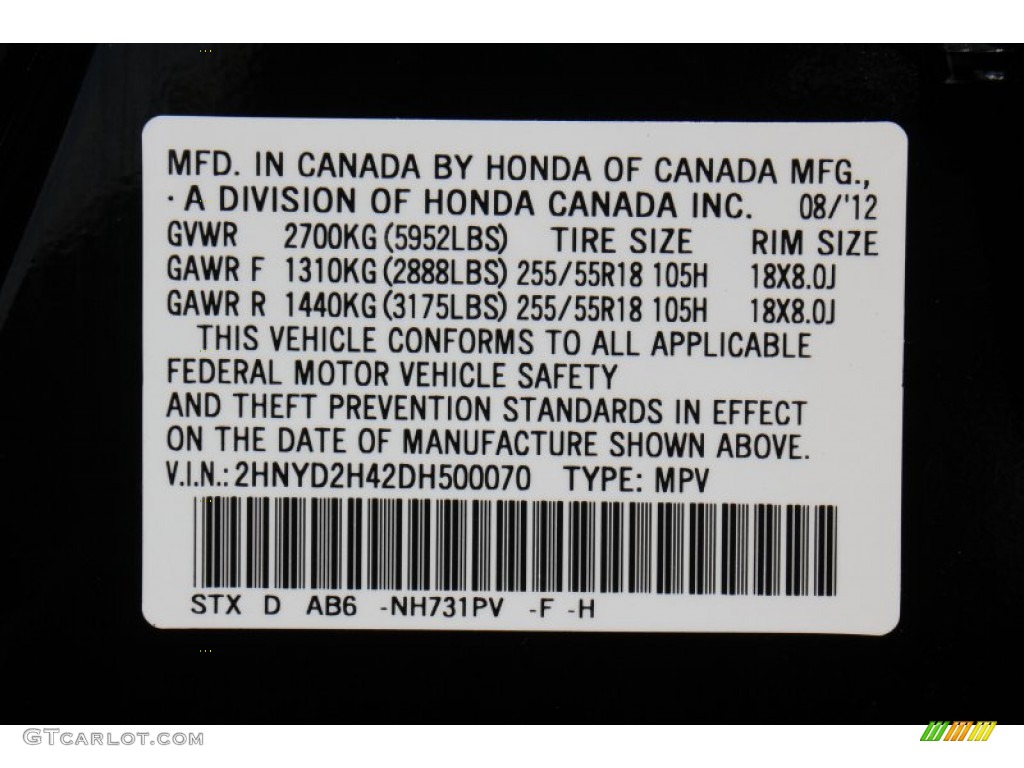 MFD. IN CANADA BY HONDA OF CANADA MFG.,
· A DIVISION OF HONDA CANADA INC. 08/'12
GVWR 2700KG (5952LBS) TIRE SIZE RIM SIZE
GAWR F 1310KG (2888LBS) 255/55R18 105H 18X8.0J
GAWR R 1440KG (3175LBS) 255/55R18 105H 18X8.0J
THIS VEHICLE CONFORMS TO ALL APPLICABLE
FEDERAL MOTOR VEHICLE SAFETY
AND THEFT PREVENTION STANDARDS IN EFFECT
ON THE DATE OF MANUFACTURE SHOWN ABOVE.
V.I.N.: 2HNYD2H42DH500070 TYPE: MPV
STX D AB6 -NH731PV -F -H
GTCARLOT.COM